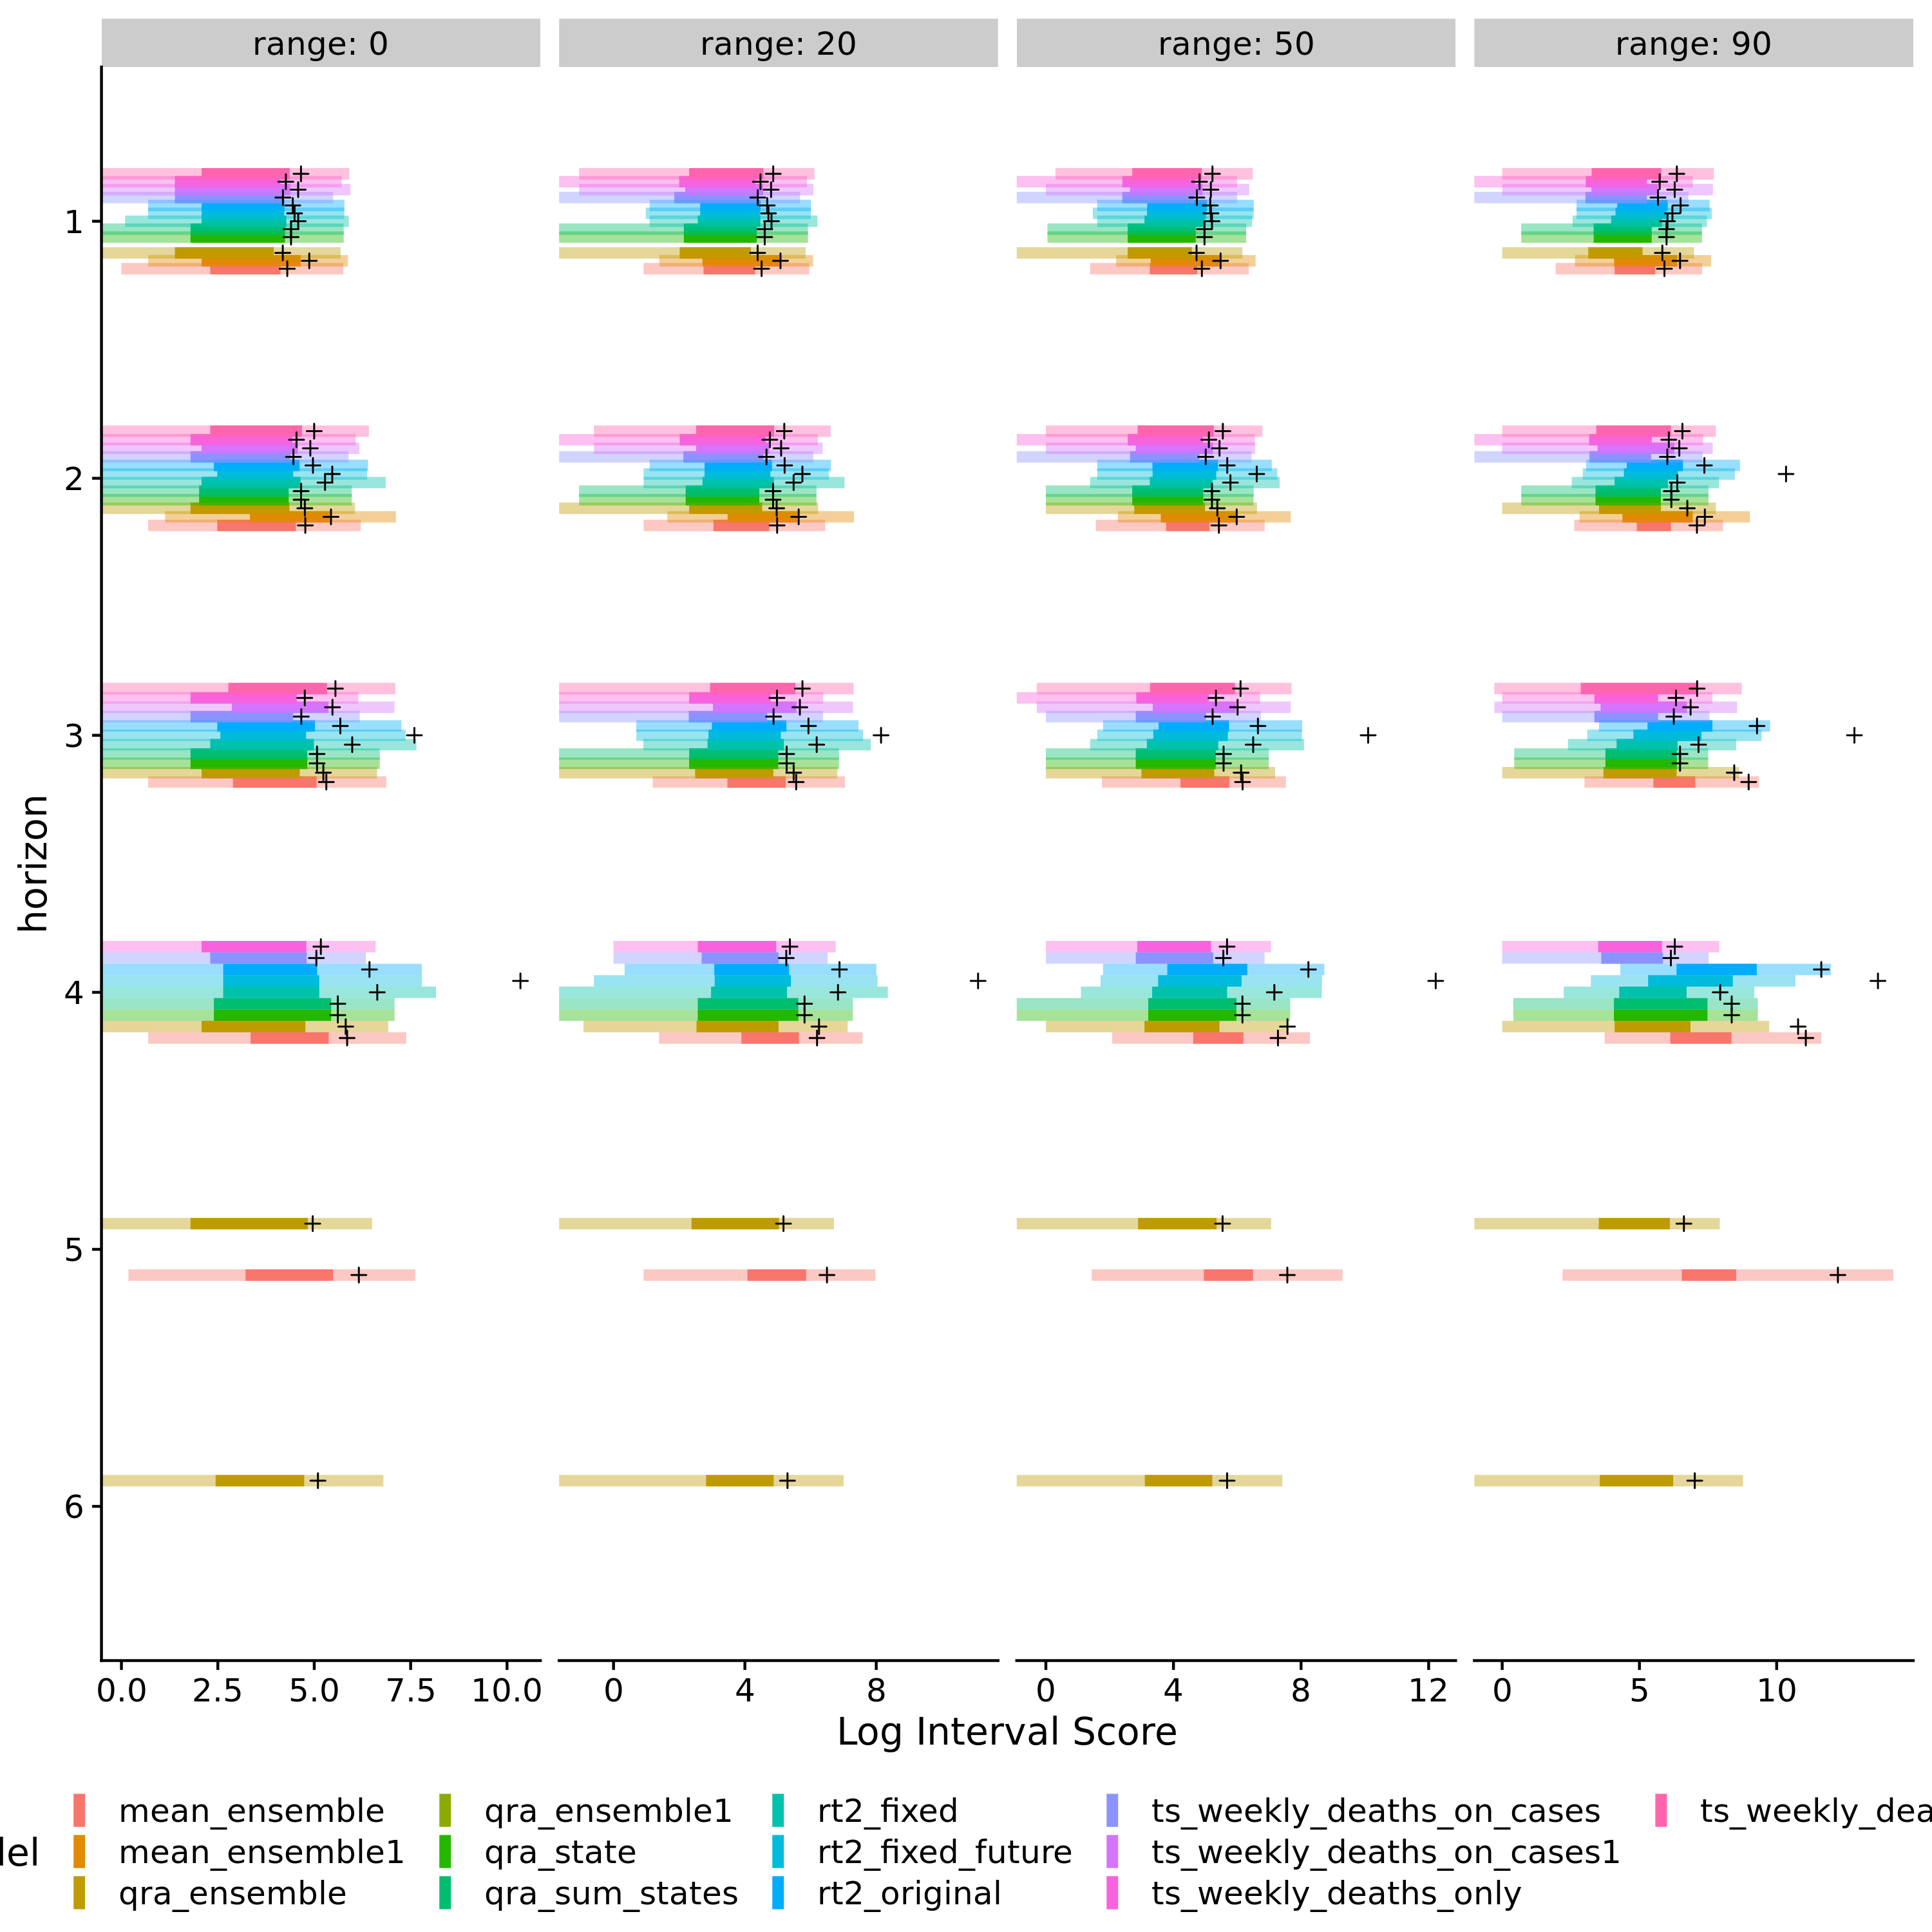 range: 0 range: 20 range: 50 range: 90
1
2
3
4
5
6
horizon
0.0 2.5 5.0 7.5 10.0 0 4 8 0 4 8 12 0 5 10
Log Interval Score
mean_ensemble qra_ensemble1 rt2_fixed ts_weekly_deaths_on_cases
mean_ensemble1 qra_state rt2_fixed_future ts_weekly_deaths_on_cases1
qra_ensemble qra_sum_states rt2_original ts_weekly_deaths_only